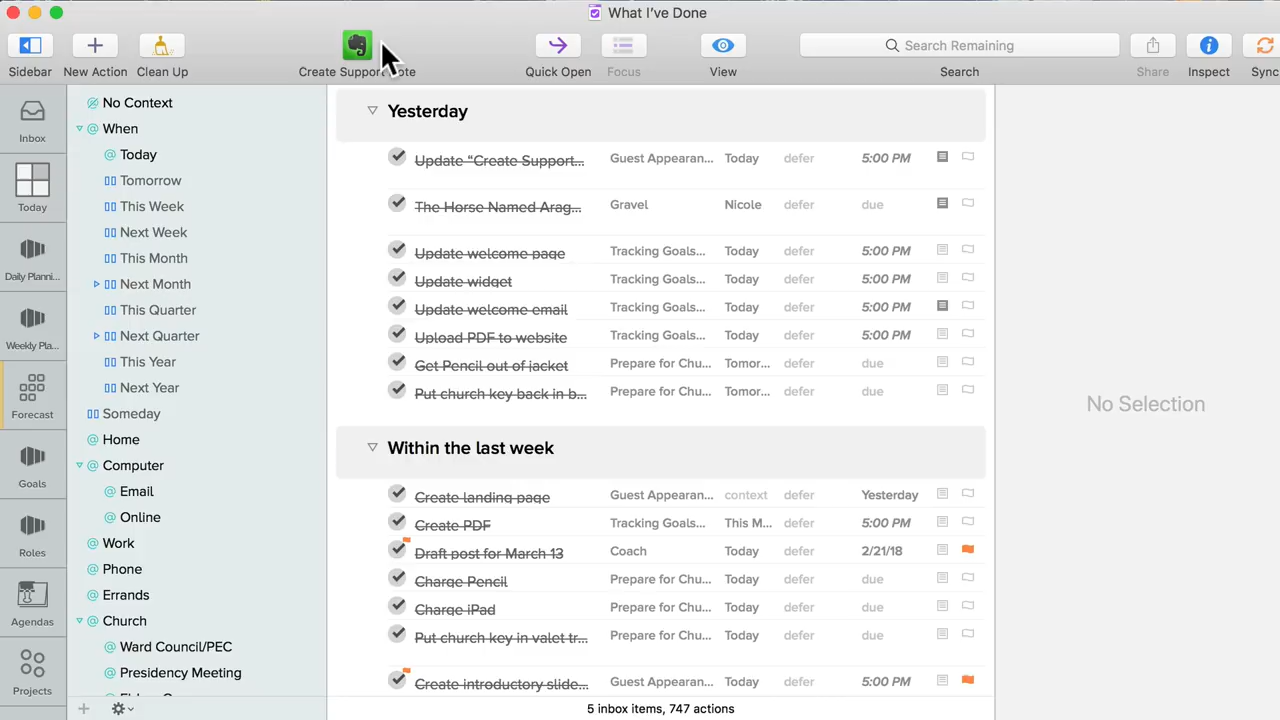 What I've Done
Sidebar New Action Clean Up Create Support Note Quick Open Focus View Search Remaining Search Share Inspect Sync
Inbox
Today
Daily Planni...
Weekly Pla...
Forecast
Goals
Roles
Agendas
Projects
No Context
When
Today
Tomorrow
This Week
Next Week
This Month
Next Month
This Quarter
Next Quarter
This Year
Next Year
Someday
Home
Computer
Email
Online
Work
Phone
Errands
Church
Ward Council/PEC
Presidency Meeting
Yesterday
Update “Create Support... Guest Appearan... Today defer 5:00 PM
The Horse Named Arag... Gravel Nicole defer due
Update welcome page Tracking Goals... Today defer 5:00 PM
Update widget Tracking Goals... Today defer 5:00 PM
Update welcome email Tracking Goals... Today defer 5:00 PM
Upload PDF to website Tracking Goals... Today defer 5:00 PM
Get Pencil out of jacket Prepare for Chu... Tomor... defer due
Put church key back in b... Prepare for Chu... Tomor... defer due
Within the last week
Create landing page Guest Appearan... context defer Yesterday
Create PDF Tracking Goals... This M... defer 5:00 PM
Draft post for March 13 Coach Today defer 2/21/18
Charge Pencil Prepare for Chu... Today defer due
Charge iPad Prepare for Chu... Today defer due
Put church key in valet tr... Prepare for Chu... Today defer due
Create introductory slide... Guest Appearan... Today defer 5:00 PM
5 inbox items, 747 actions
No Selection